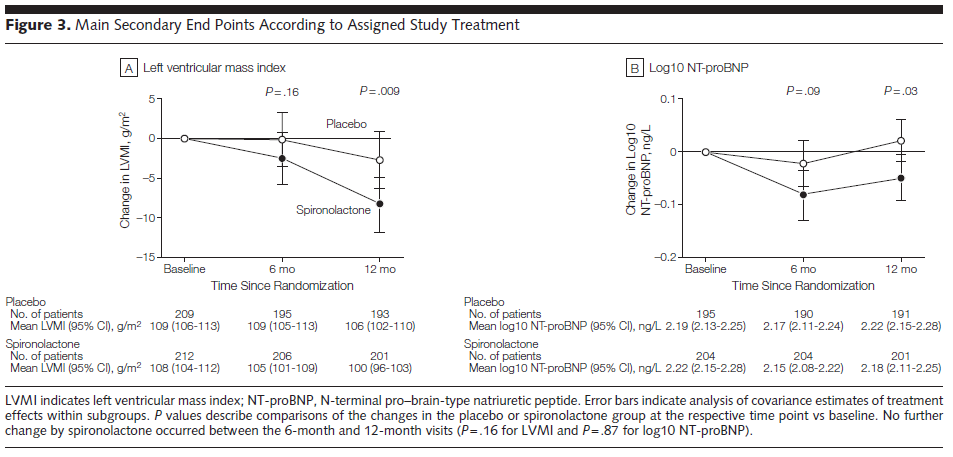 Figure 3. Main Secondary End Points According to Assigned Study Treatment
A Left ventricular mass index
P=.16 P=.009
5
0
–5
–10
–15
Change in LVMI, g/m²
Placebo
Spironolactone
Baseline 6 mo 12 mo
Time Since Randomization
Placebo
No. of patients 209 195 193
Mean LVMI (95% CI), g/m² 109 (106-113) 109 (105-113) 106 (102-110)
Spironolactone
No. of patients 212 206 201
Mean LVMI (95% CI), g/m² 108 (104-112) 105 (101-109) 100 (96-103)
B Log10 NT-proBNP
P=.09 P=.03
0.1
0
–0.1
–0.2
Change in Log10
NT-proBNP, ng/L
Baseline 6 mo 12 mo
Time Since Randomization
Placebo
No. of patients 195 190 191
Mean log10 NT-proBNP (95% CI), ng/L 2.19 (2.13-2.25) 2.17 (2.11-2.24) 2.22 (2.15-2.28)
Spironolactone
No. of patients 204 204 201
Mean log10 NT-proBNP (95% CI), ng/L 2.22 (2.15-2.28) 2.15 (2.08-2.22) 2.18 (2.11-2.25)
LVMI indicates left ventricular mass index; NT-proBNP, N-terminal pro–brain-type natriuretic peptide. Error bars indicate analysis of covariance estimates of treatment
effects within subgroups. P values describe comparisons of the changes in the placebo or spironolactone group at the respective time point vs baseline. No further
change by spironolactone occurred between the 6-month and 12-month visits (P=.16 for LVMI and P=.87 for log10 NT-proBNP).